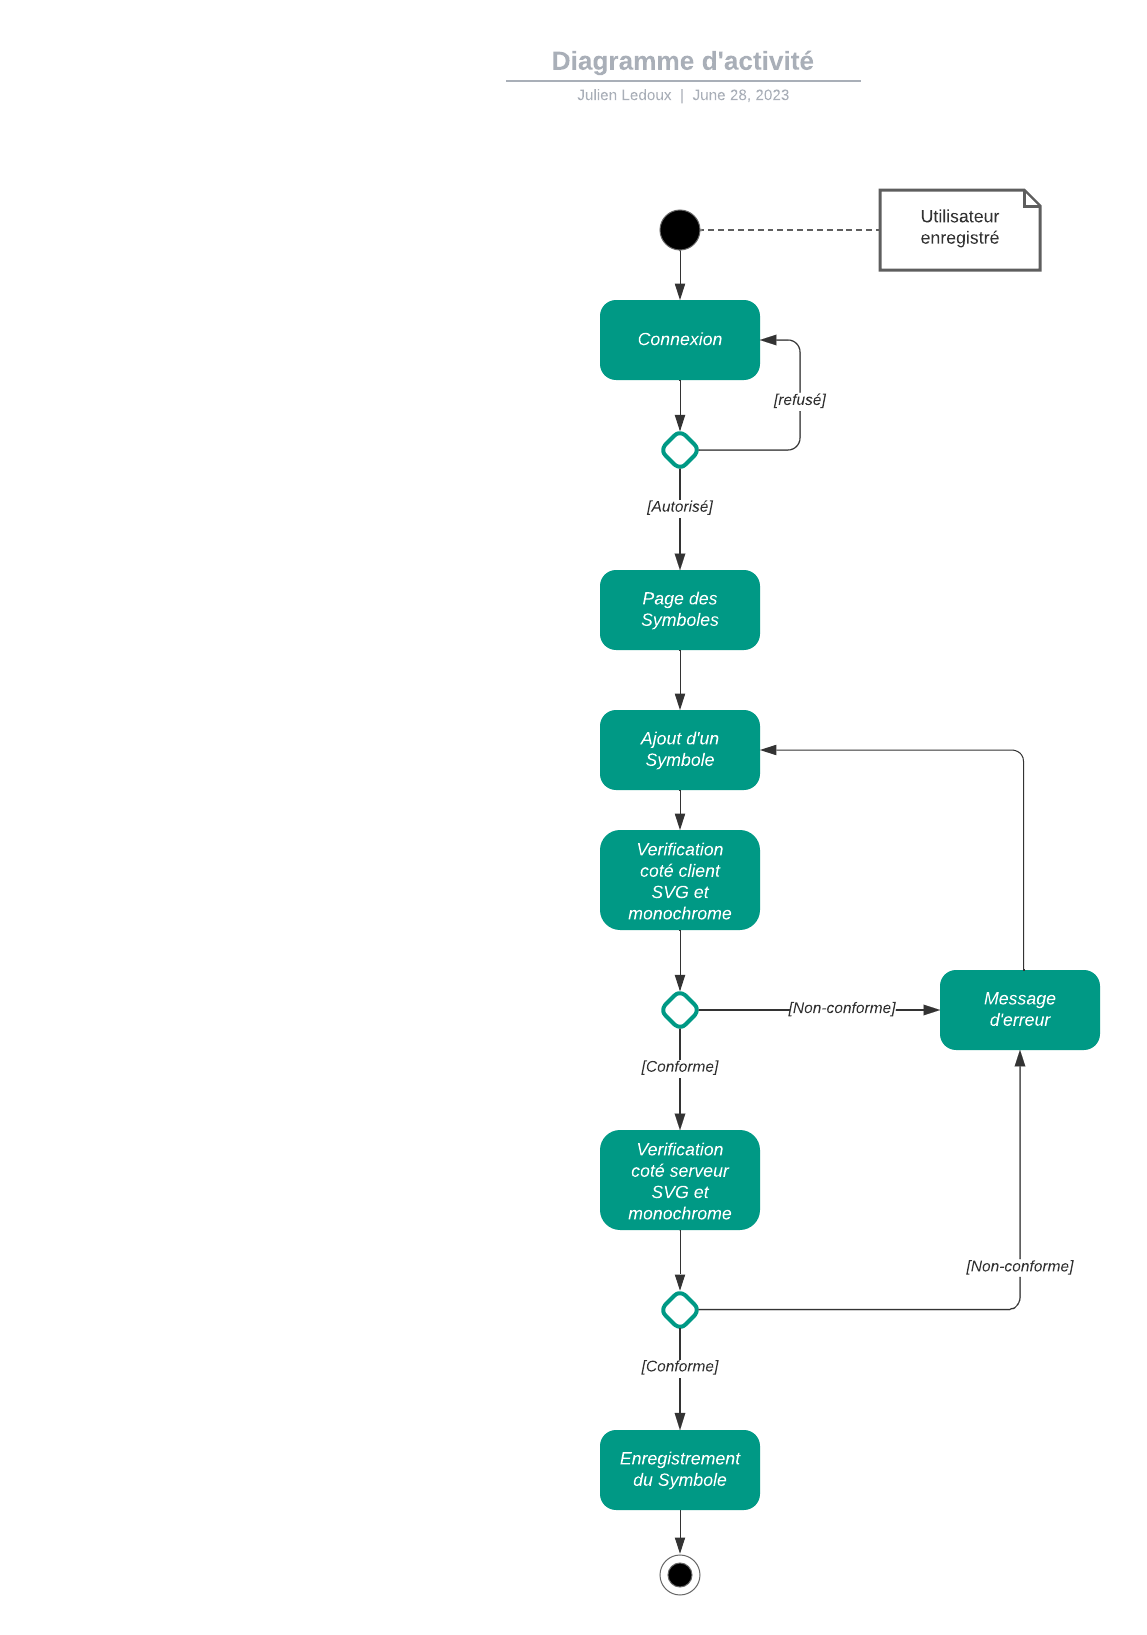 Diagramme d'activité
Julien Ledoux | June 28, 2023
Utilisateur
enregistré
Connexion
[refusé]
[Autorisé]
Page des
Symboles
Ajout d'un
Symbole
Verification
coté client
SVG et
monochrome
Message
d'erreur
[Non-conforme]
[Conforme]
Verification
coté serveur
SVG et
monochrome
[Non-conforme]
[Conforme]
Enregistrement
du Symbole